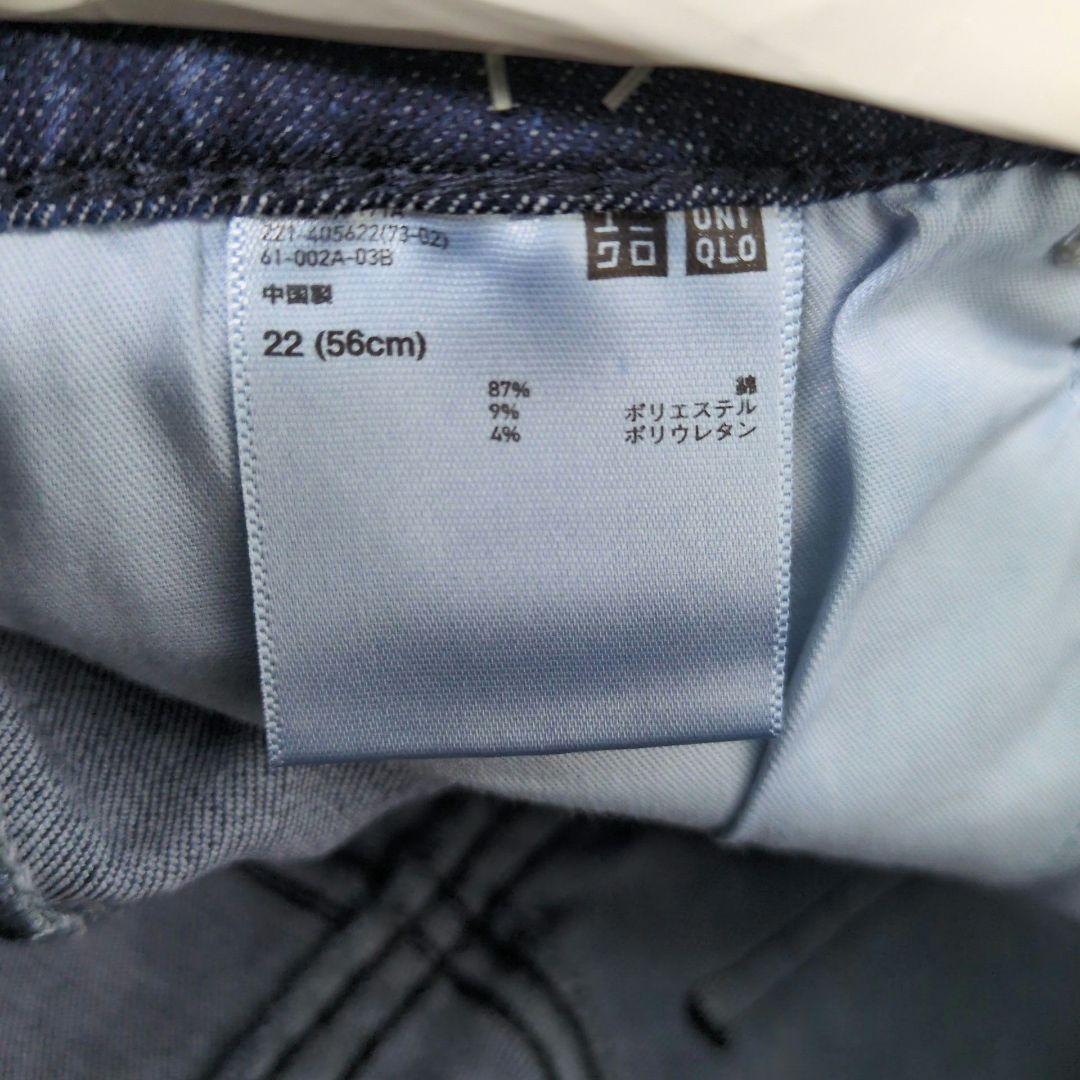 221-405622(73-02)
61-002A-03B
ユニクロ
UNIQLO
中国製
22 (56cm)
87% 綿
9% ポリエステル
4% ポリウレタン